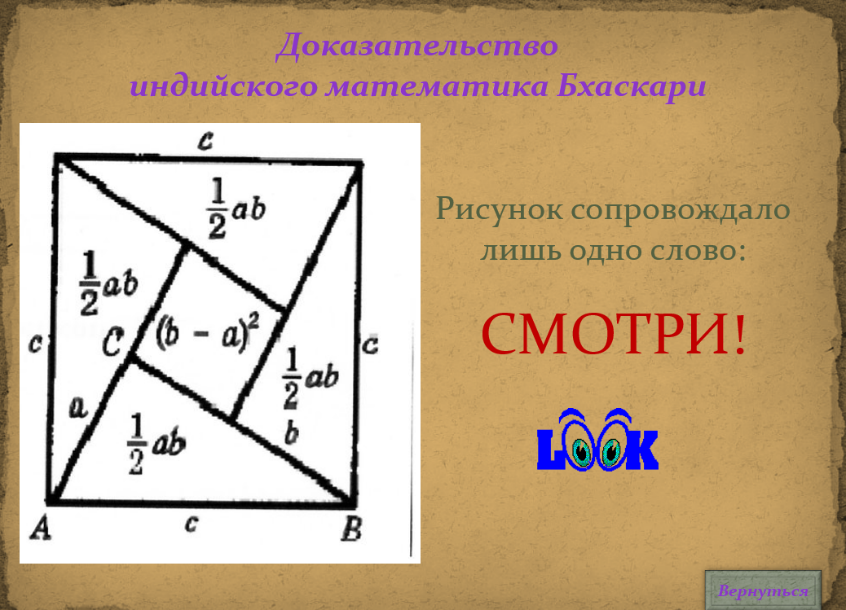 Доказательство
индийского математика Бхаскари
c
1/2 ab
1/2 ab
Рисунок сопровождало
лишь одно слово:
c
C
(b - a)²
c
СМОТРИ!
1/2 ab
a
1/2 ab
b
LOOK
A
c
B
Вернуться